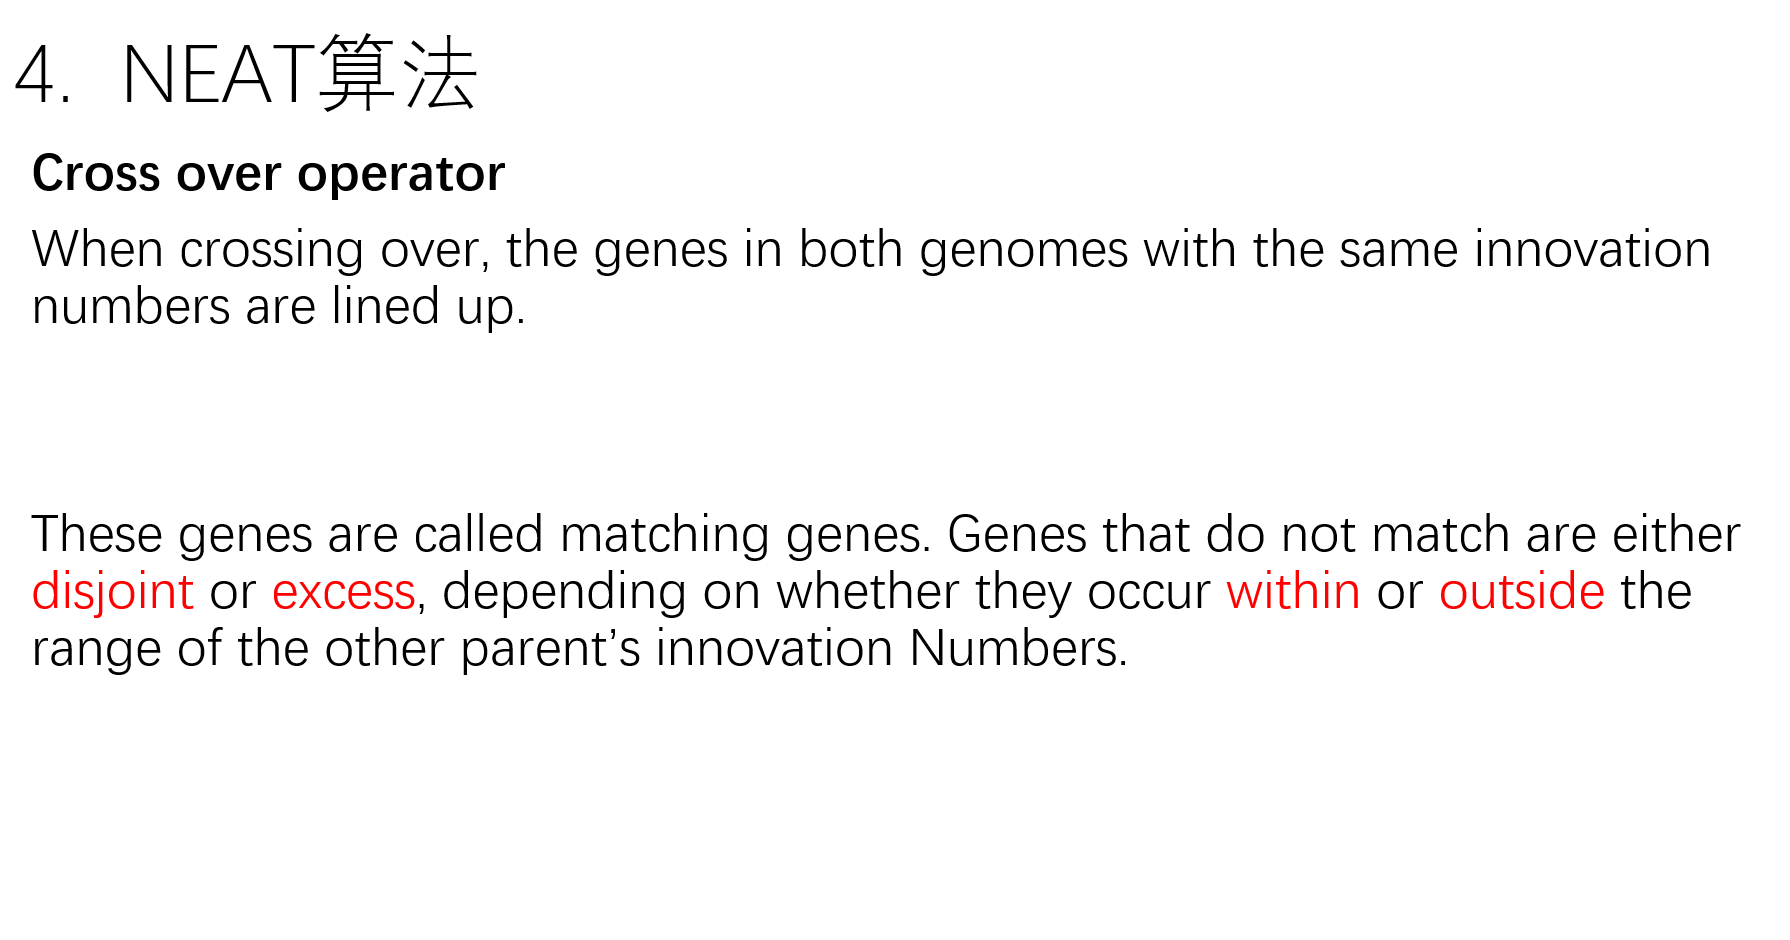 4. NEAT算法
Cross over operator
When crossing over, the genes in both genomes with the same innovation
numbers are lined up.
These genes are called matching genes. Genes that do not match are either
disjoint or excess, depending on whether they occur within or outside the
range of the other parent’s innovation Numbers.